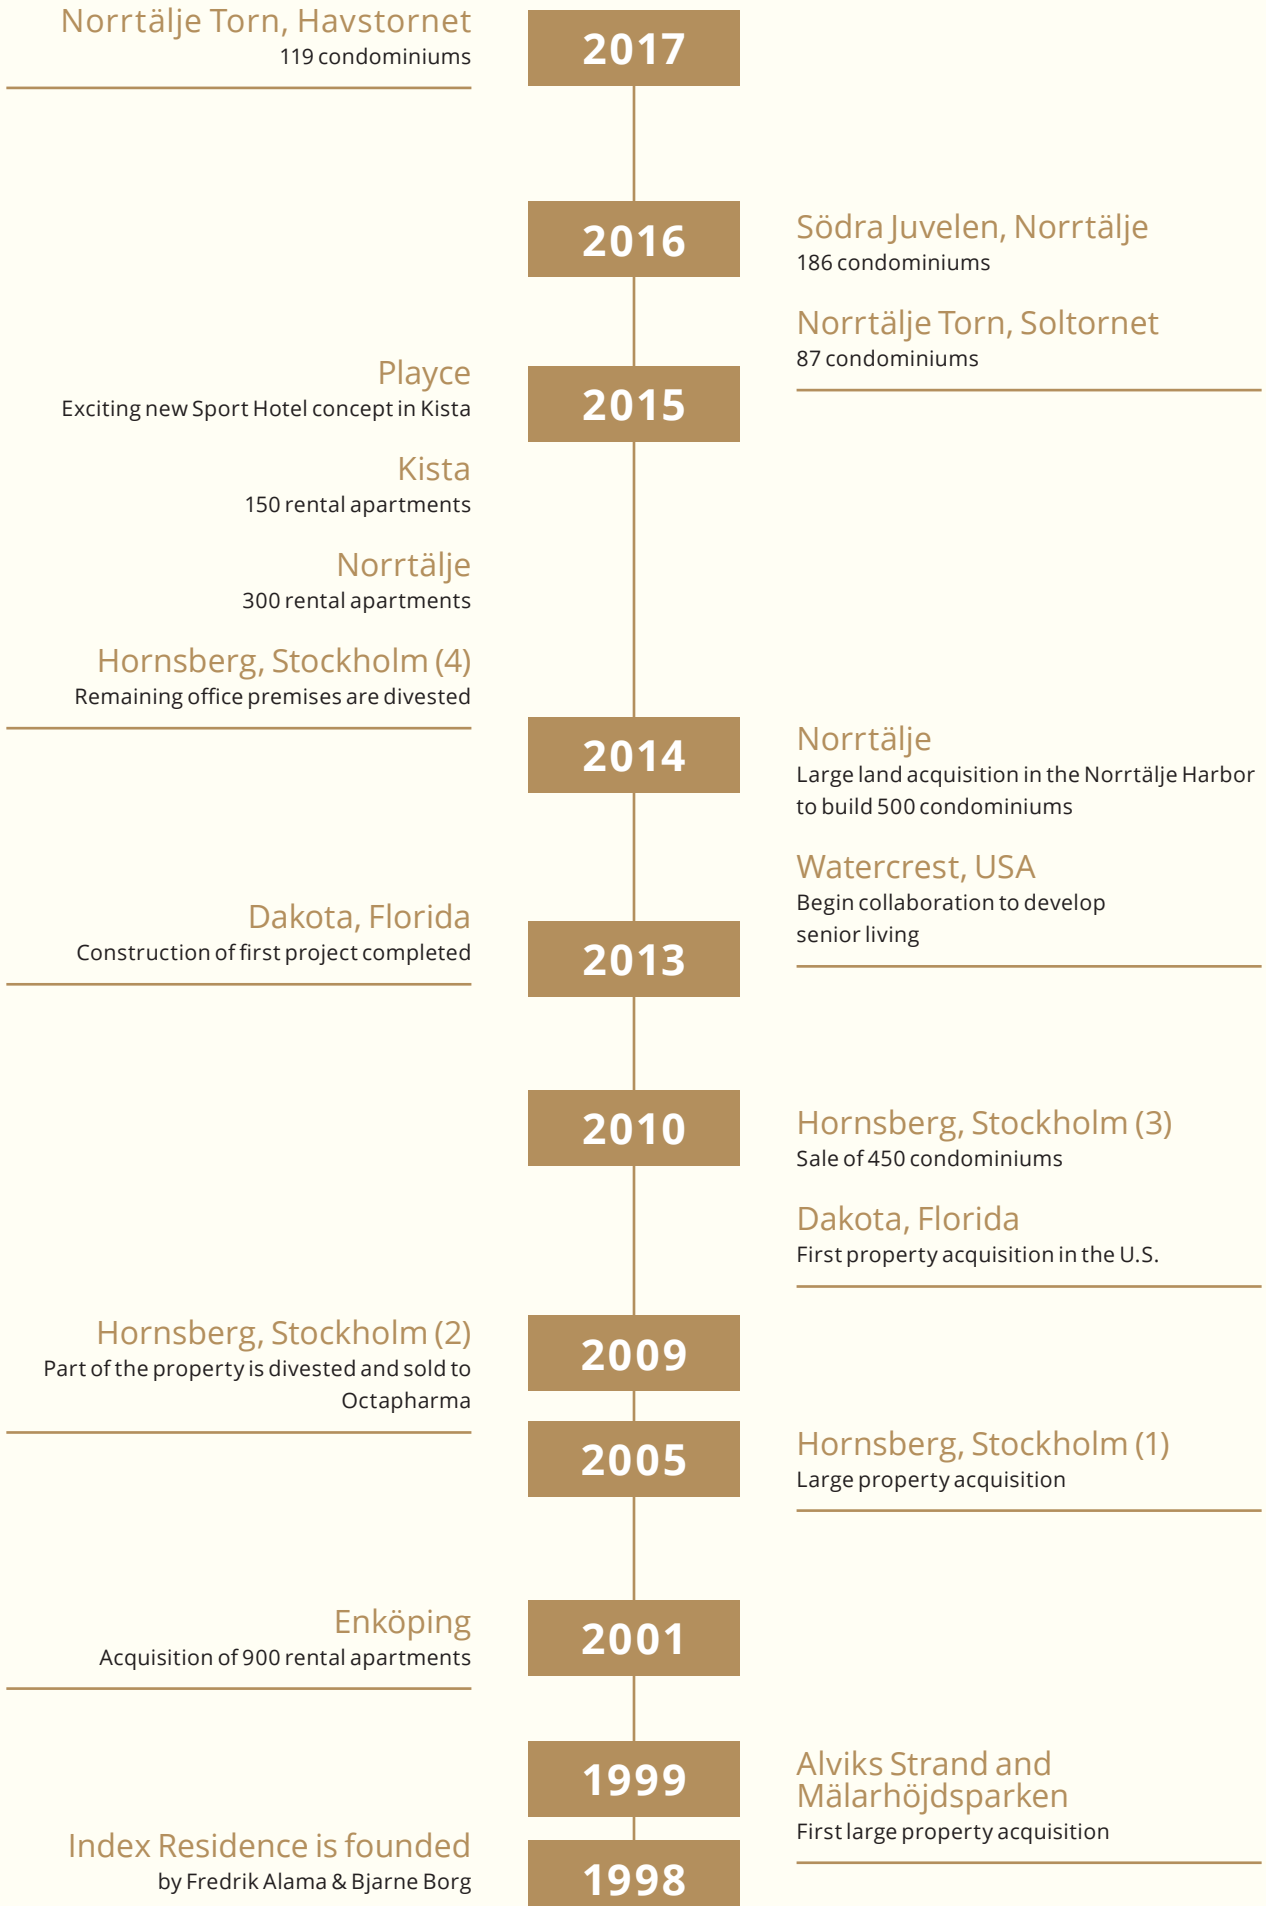 Norrtälje Torn, Havstornet
119 condominiums
2017
2016
Södra Juvelen, Norrtälje
186 condominiums
Norrtälje Torn, Soltornet
87 condominiums
Playce
Exciting new Sport Hotel concept in Kista
2015
Kista
150 rental apartments
Norrtälje
300 rental apartments
Hornsberg, Stockholm (4)
Remaining office premises are divested
2014
Norrtälje
Large land acquisition in the Norrtälje Harbor
to build 500 condominiums
Watercrest, USA
Begin collaboration to develop
senior living
Dakota, Florida
Construction of first project completed
2013
2010
Hornsberg, Stockholm (3)
Sale of 450 condominiums
Dakota, Florida
First property acquisition in the U.S.
Hornsberg, Stockholm (2)
Part of the property is divested and sold to
Octapharma
2009
2005
Hornsberg, Stockholm (1)
Large property acquisition
Enköping
Acquisition of 900 rental apartments
2001
1999
Alviks Strand and
Mälarhöjdsparken
First large property acquisition
Index Residence is founded
by Fredrik Alama & Bjarne Borg
1998